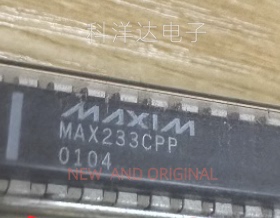 科洋达电子
MAXIM
MAX233CPP
0104
NEW AND ORIGINAL